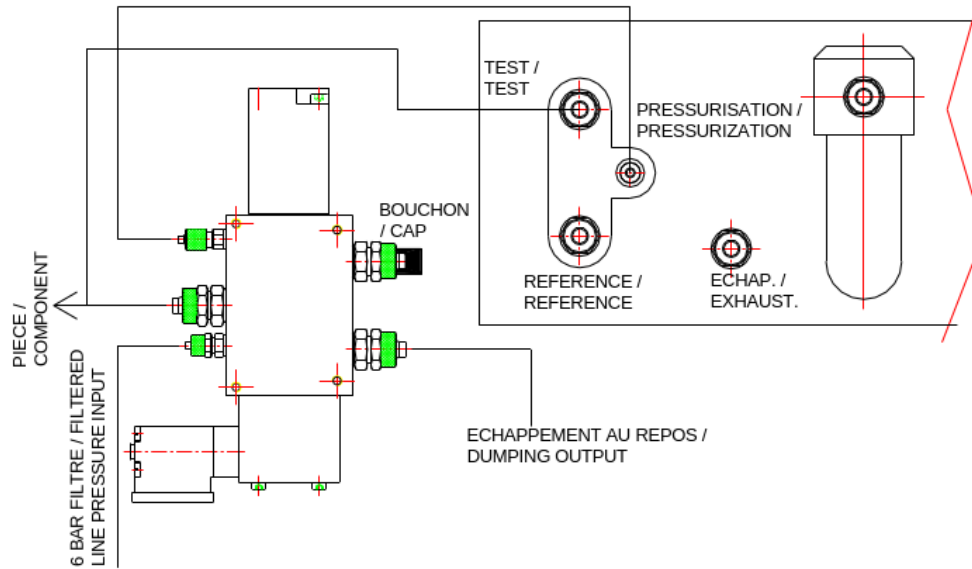 TEST /
TEST
PRESSURISATION /
PRESSURIZATION
BOUCHON
/ CAP
REFERENCE /
REFERENCE
ECHAP. /
EXHAUST.
PIECE /
COMPONENT
6 BAR FILTRE / FILTERED
LINE PRESSURE INPUT
ECHAPPEMENT AU REPOS /
DUMPING OUTPUT